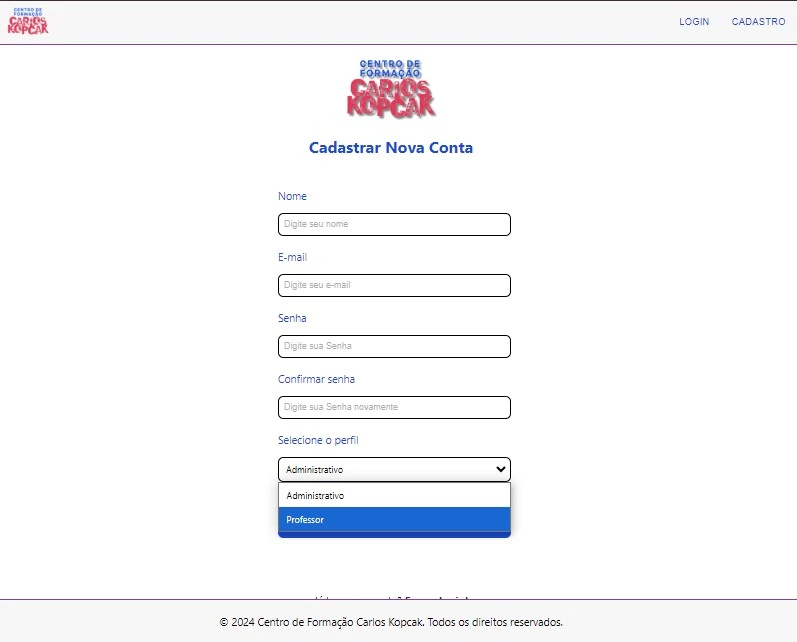 CENTRO DE
FORMAÇÃO
CARLOS
KOPCAK
LOGIN
CADASTRO
CENTRO DE
FORMAÇÃO
CARLOS
KOPCAK
Cadastrar Nova Conta
Nome
Digite seu nome
E-mail
Digite seu e-mail
Senha
Digite sua Senha
Confirmar senha
Digite sua Senha novamente
Selecione o perfil
Administrativo
Administrativo
Professor
© 2024 Centro de Formação Carlos Kopcak. Todos os direitos reservados.